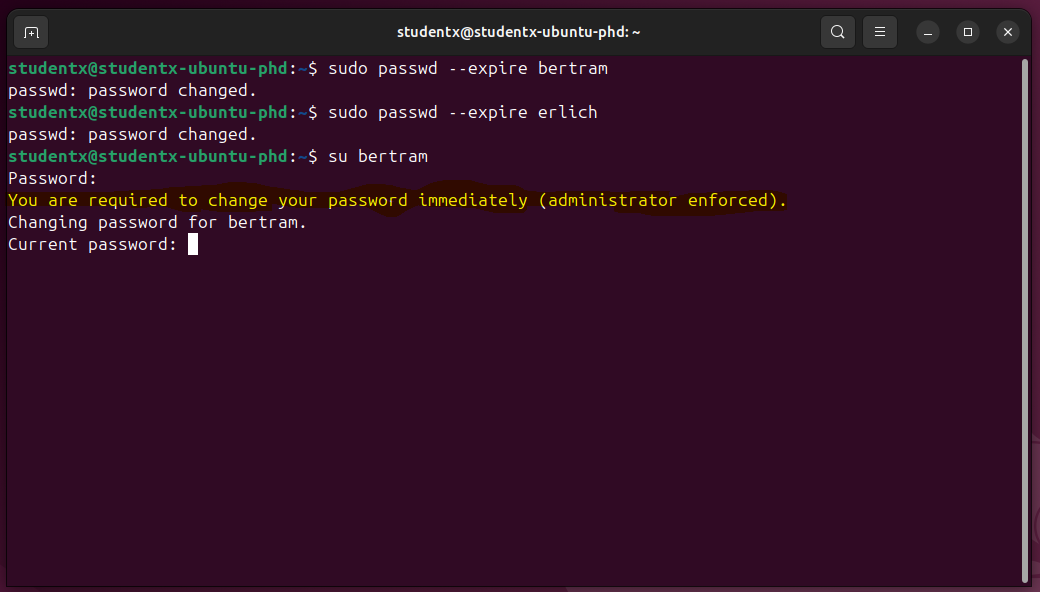 studentx@studentx-ubuntu-phd: ~
studentx@studentx-ubuntu-phd:~$ sudo passwd --expire bertram
passwd: password changed.
studentx@studentx-ubuntu-phd:~$ sudo passwd --expire erlich
passwd: password changed.
studentx@studentx-ubuntu-phd:~$ su bertram
Password:
You are required to change your password immediately (administrator enforced).
Changing password for bertram.
Current password: